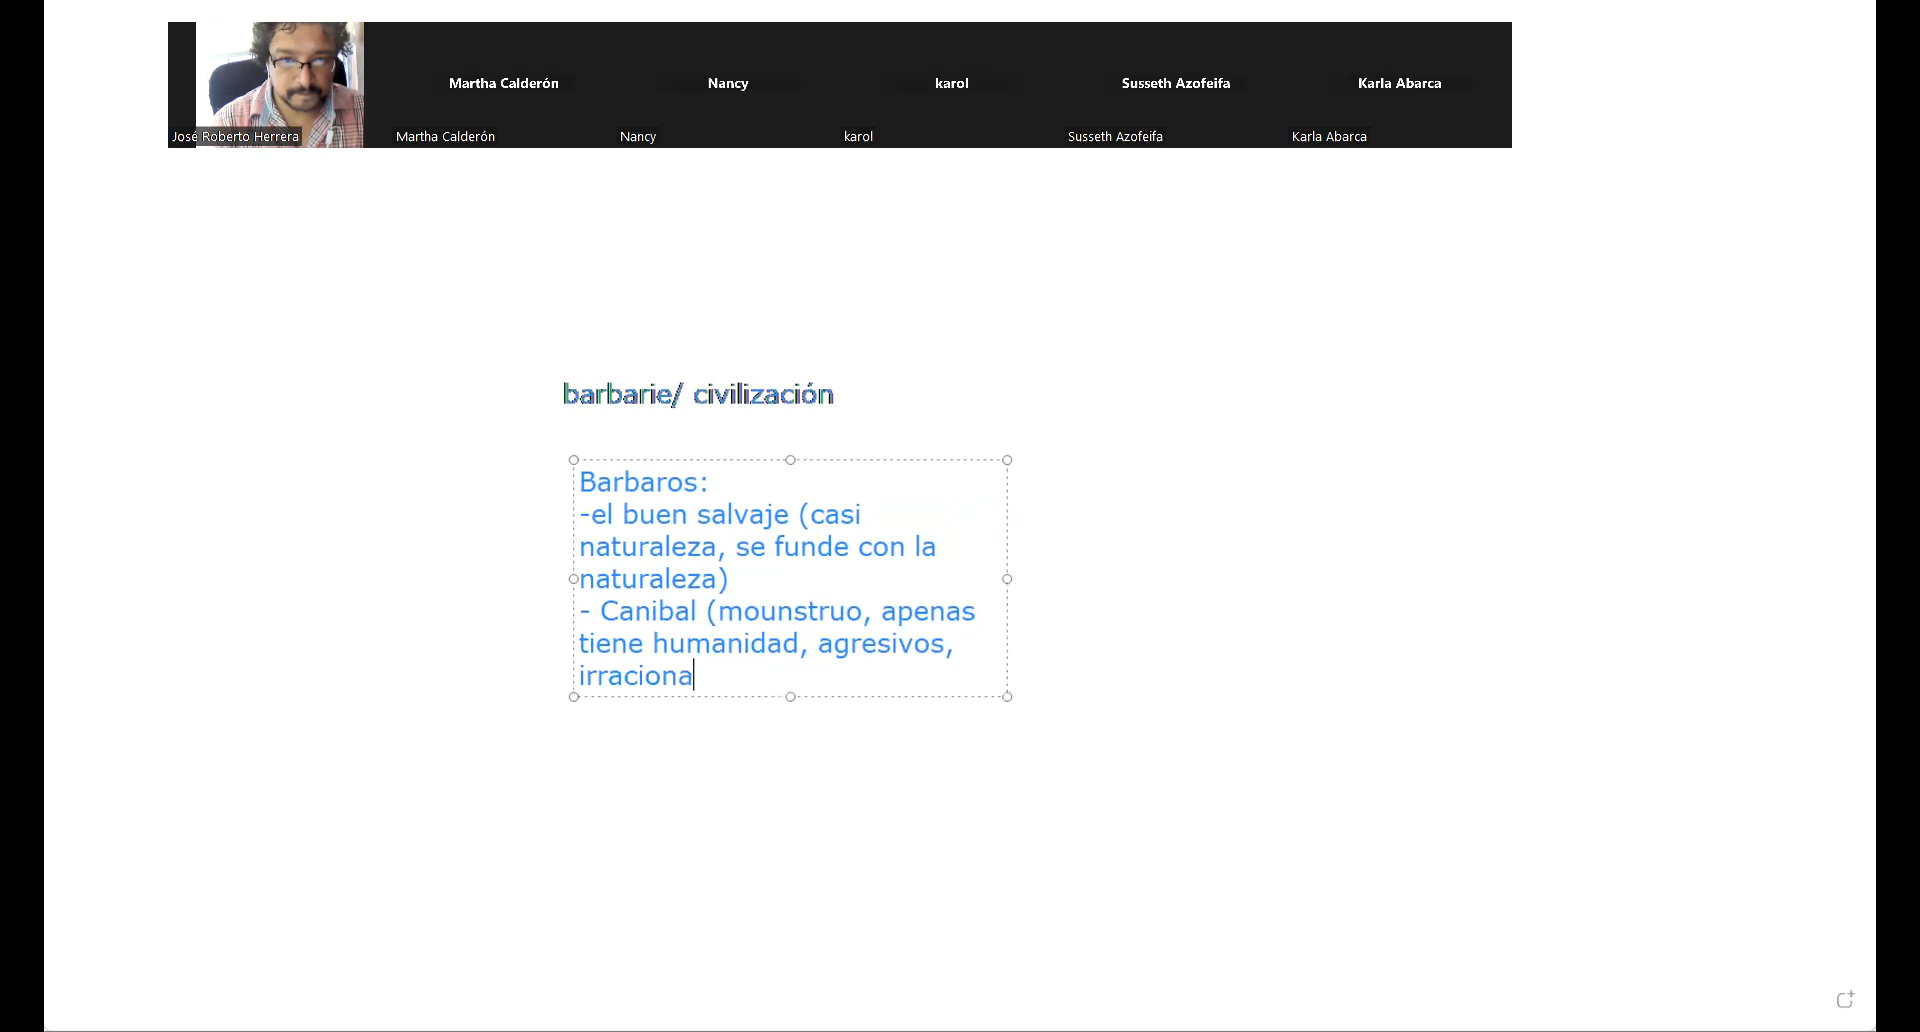 Martha Calderón
Nancy
karol
Susseth Azofeifa
Karla Abarca
José Roberto Herrera
Martha Calderón
Nancy
karol
Susseth Azofeifa
Karla Abarca
barbarie/ civilización
Barbaros:
-el buen salvaje (casi
naturaleza, se funde con la
naturaleza)
- Canibal (mounstruo, apenas
tiene humanidad, agresivos,
irraciona